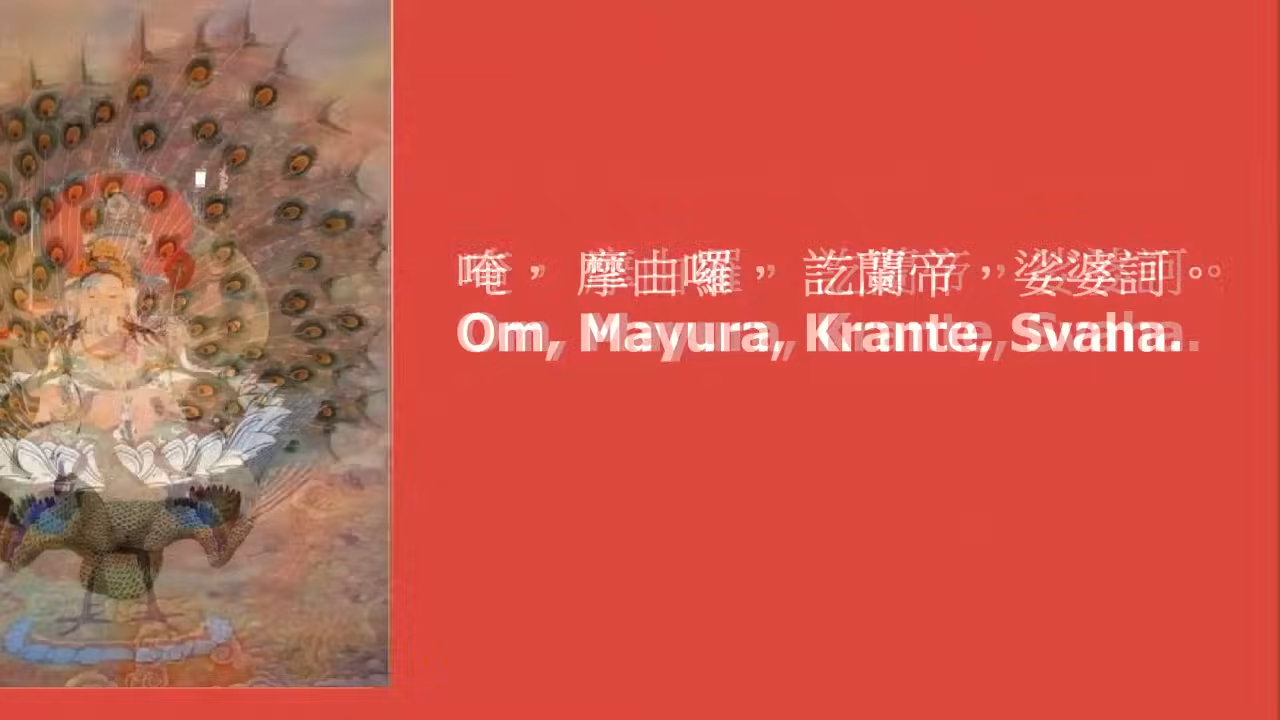 唵， 摩由囉， 訖蘭帝，娑婆訶。
Om, Mayura, Krante, Svaha.